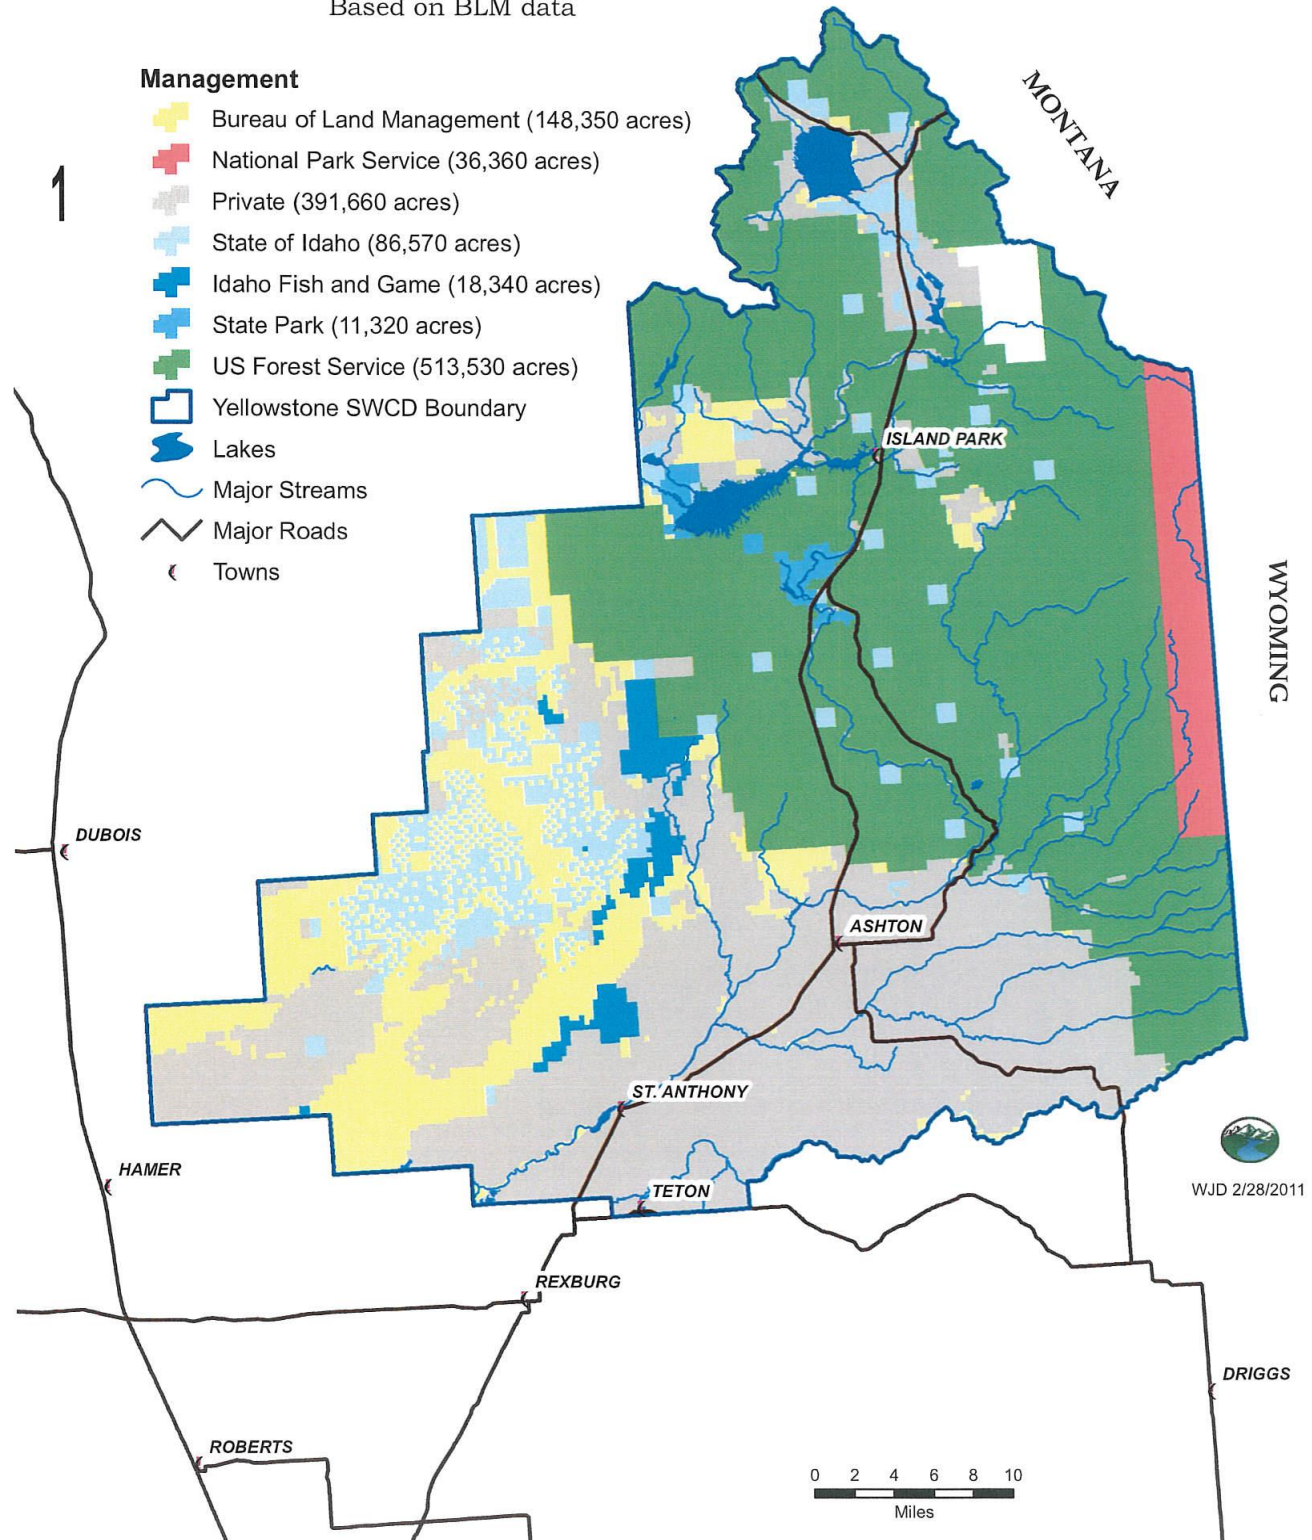 Based on BLM data
Management
Bureau of Land Management (148,350 acres)
National Park Service (36,360 acres)
Private (391,660 acres)
State of Idaho (86,570 acres)
Idaho Fish and Game (18,340 acres)
State Park (11,320 acres)
US Forest Service (513,530 acres)
Yellowstone SWCD Boundary
Lakes
Major Streams
Major Roads
Towns
1
MONTANA
ISLAND PARK
WYOMING
DUBOIS
ASHTON
ST. ANTHONY
HAMER
TETON
WJD 2/28/2011
REXBURG
DRIGGS
ROBERTS
0 2 4 6 8 10
Miles